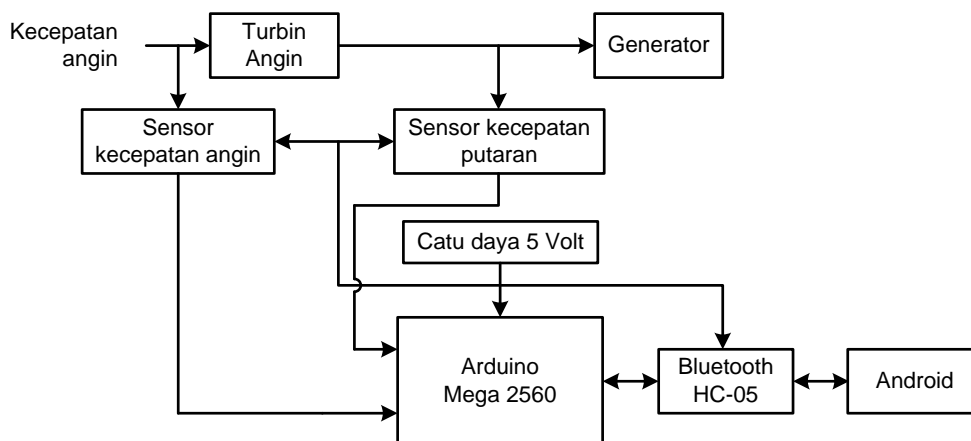 Kecepatan
angin
Turbin
Angin
Generator
Sensor
kecepatan angin
Sensor kecepatan
putaran
Catu daya 5 Volt
Arduino
Mega 2560
Bluetooth
HC-05
Android